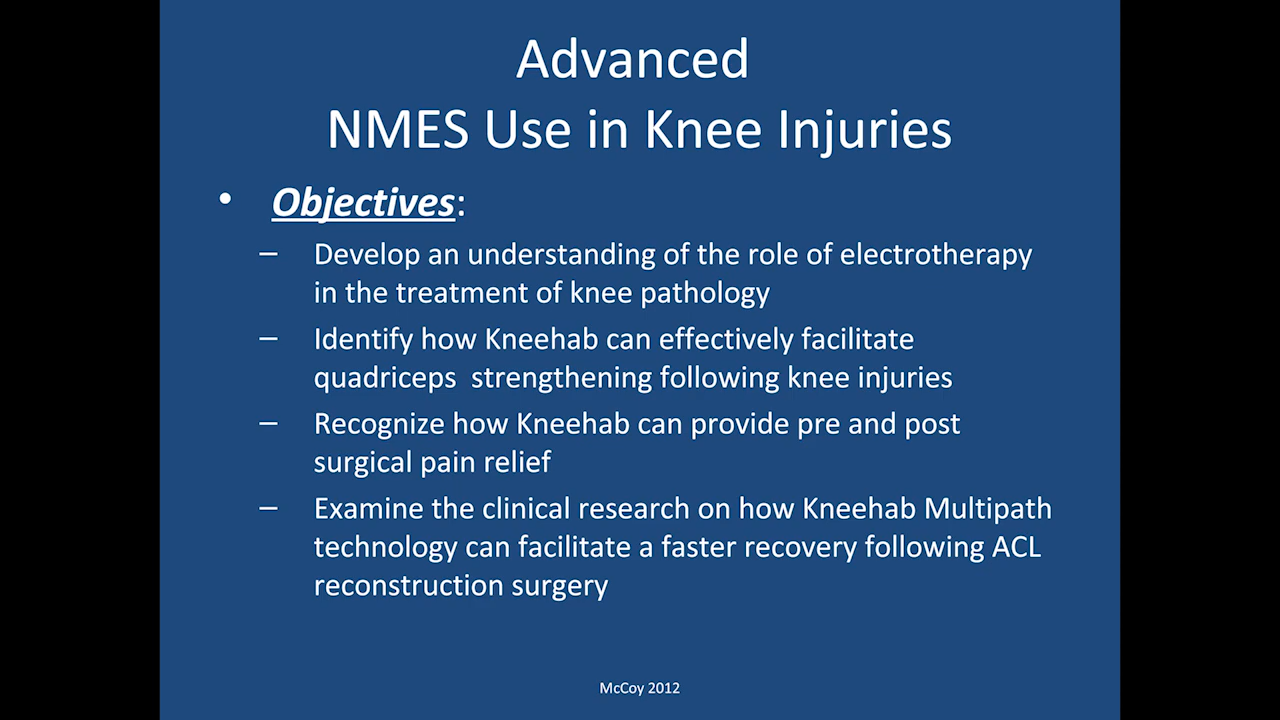 Advanced
NMES Use in Knee Injuries
• Objectives:
– Develop an understanding of the role of electrotherapy
in the treatment of knee pathology
– Identify how Kneehab can effectively facilitate
quadriceps  strengthening following knee injuries
– Recognize how Kneehab can provide pre and post
surgical pain relief
– Examine the clinical research on how Kneehab Multipath
technology can facilitate a faster recovery following ACL
reconstruction surgery
McCoy 2012